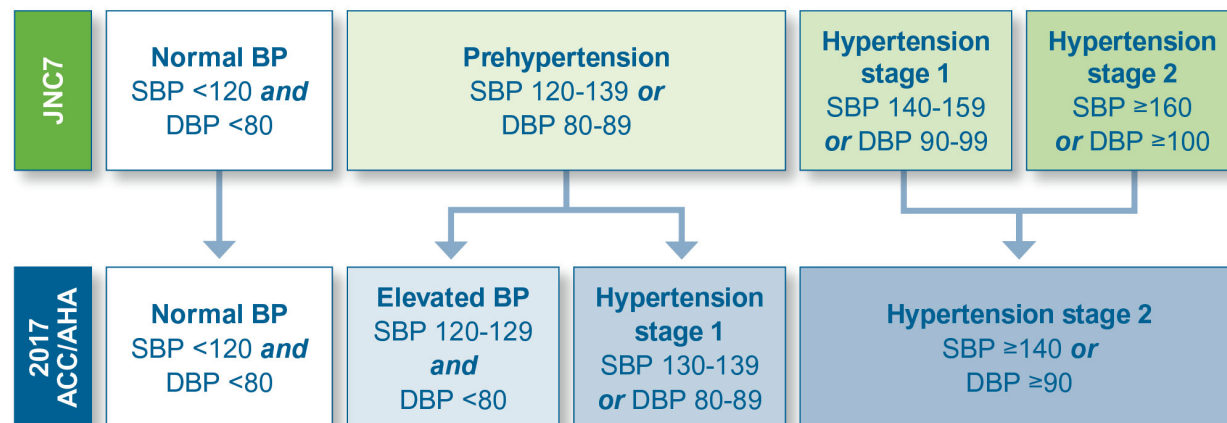 JNC7
Normal BP
SBP <120 and
DBP <80
Prehypertension
SBP 120-139 or
DBP 80-89
Hypertension
stage 1
SBP 140-159
or DBP 90-99
Hypertension
stage 2
SBP ≥160
or DBP ≥100
2017
ACC/AHA
Normal BP
SBP <120 and
DBP <80
Elevated BP
SBP 120-129
and
DBP <80
Hypertension
stage 1
SBP 130-139
or DBP 80-89
Hypertension stage 2
SBP ≥140 or
DBP ≥90